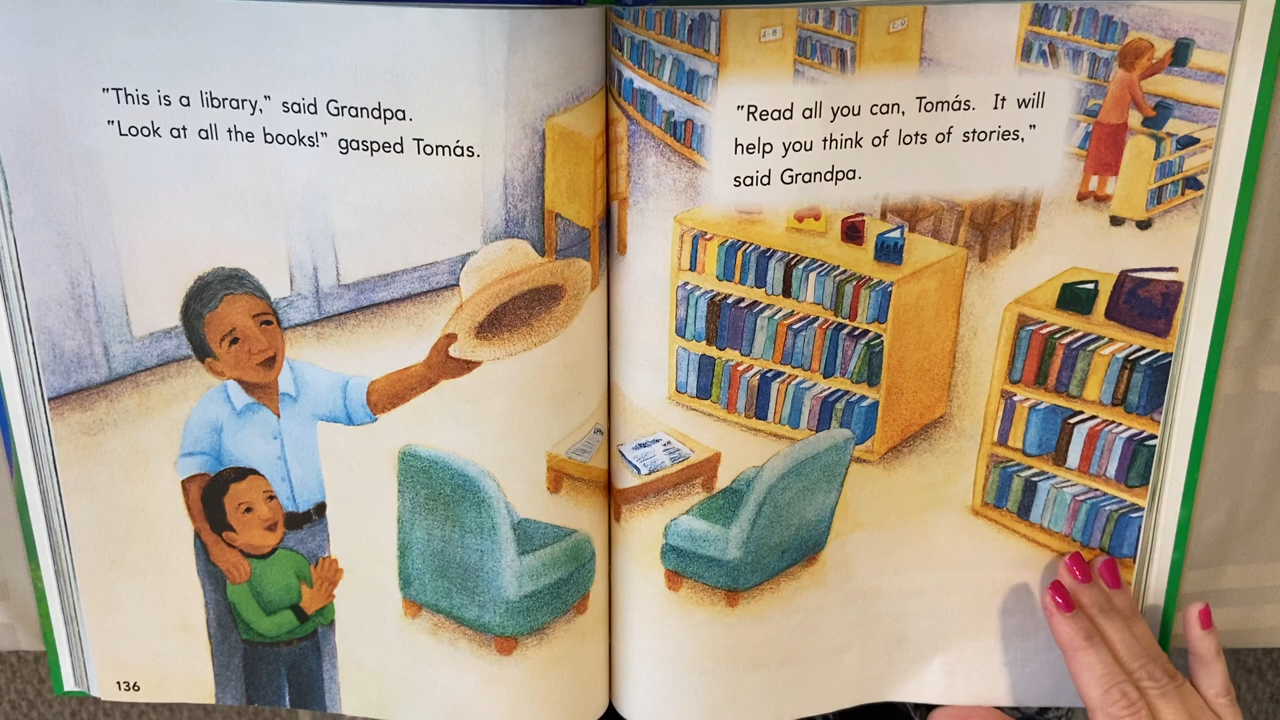 "This is a library," said Grandpa.
"Look at all the books!" gasped Tomás.
136
"Read all you can, Tomás. It will
help you think of lots of stories,"
said Grandpa.
A-B